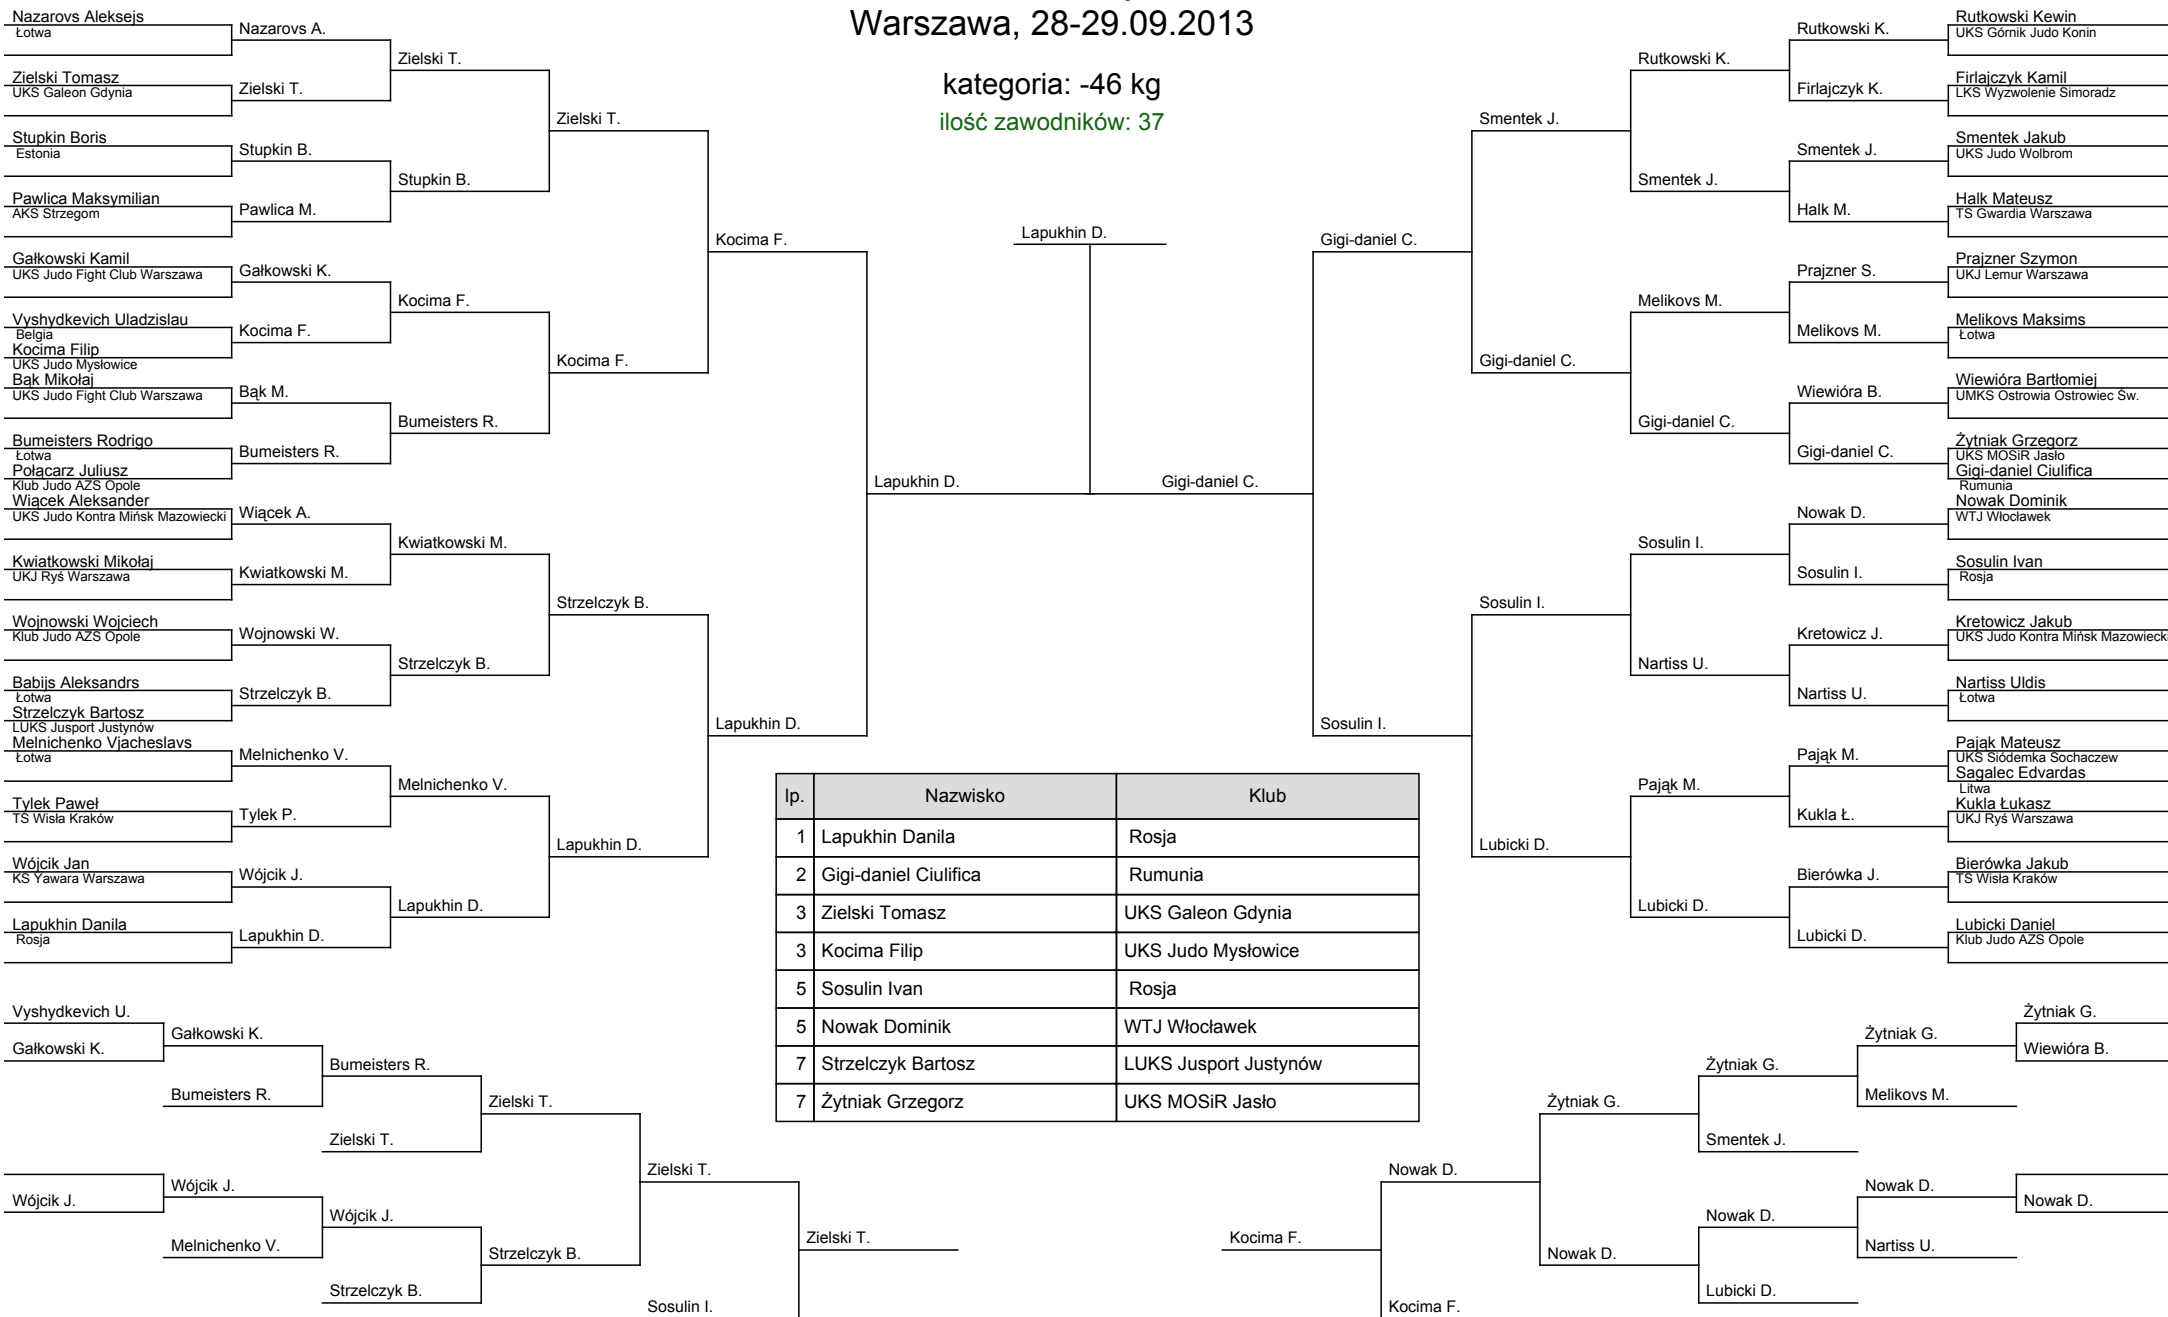 Warszawa, 28-29.09.2013
kategoria: -46 kg
ilość zawodników: 37
Nazarovs Aleksejs
Łotwa
Zielski Tomasz
UKS Galeon Gdynia
Stupkin Boris
Estonia
Pawlica Maksymilian
AKS Strzegom
Gałkowski Kamil
UKS Judo Fight Club Warszawa
Vyshydkevich Uladzislau
Belgia
Kocima Filip
UKS Judo Mysłowice
Bąk Mikołaj
UKS Judo Fight Club Warszawa
Bumeisters Rodrigo
Łotwa
Połącarz Juliusz
Klub Judo AZS Opole
Wiącek Aleksander
UKS Judo Kontra Mińsk Mazowiecki
Kwiatkowski Mikołaj
UKJ Ryś Warszawa
Wojnowski Wojciech
Klub Judo AZS Opole
Babijs Aleksandrs
Łotwa
Strzelczyk Bartosz
LUKS Jusport Justynów
Melnichenko Vjacheslavs
Łotwa
Tylek Paweł
TS Wisła Kraków
Wójcik Jan
KS Yawara Warszawa
Lapukhin Danila
Rosja
Nazarovs A.
Zielski T.
Stupkin B.
Pawlica M.
Gałkowski K.
Kocima F.
Bąk M.
Bumeisters R.
Wiącek A.
Kwiatkowski M.
Wojnowski W.
Strzelczyk B.
Melnichenko V.
Tylek P.
Wójcik J.
Lapukhin D.
Zielski T.
Stupkin B.
Kocima F.
Bumeisters R.
Kwiatkowski M.
Strzelczyk B.
Melnichenko V.
Lapukhin D.
Zielski T.
Kocima F.
Strzelczyk B.
Lapukhin D.
Kocima F.
Lapukhin D.
Lapukhin D.
Lapukhin D.
Gigi-daniel C.
Gigi-daniel C.
Sosulin I.
Smentek J.
Gigi-daniel C.
Sosulin I.
Lubicki D.
Rutkowski K.
Smentek J.
Melikovs M.
Gigi-daniel C.
Sosulin I.
Nartiss U.
Pająk M.
Lubicki D.
Rutkowski K.
Firlajczyk K.
Smentek J.
Halk M.
Prajzner S.
Melikovs M.
Wiewióra B.
Gigi-daniel C.
Nowak D.
Sosulin I.
Kretowicz J.
Nartiss U.
Pająk M.
Kukla Ł.
Bierówka J.
Lubicki D.
Rutkowski Kewin
UKS Górnik Judo Konin
Firlajczyk Kamil
LKS Wyzwolenie Simoradz
Smentek Jakub
UKS Judo Wolbrom
Halk Mateusz
TS Gwardia Warszawa
Prajzner Szymon
UKJ Lemur Warszawa
Melikovs Maksims
Łotwa
Wiewióra Bartłomiej
UMKS Ostrowia Ostrowiec Św.
Żytniak Grzegorz
UKS MOSiR Jasło
Gigi-daniel Ciulifica
Rumunia
Nowak Dominik
WTJ Włocławek
Sosulin Ivan
Rosja
Kretowicz Jakub
UKS Judo Kontra Mińsk Mazowiecki
Nartiss Uldis
Łotwa
Pająk Mateusz
UKS Siódemka Sochaczew
Sagalec Edvardas
Litwa
Kukla Łukasz
UKJ Ryś Warszawa
Bierówka Jakub
TS Wisła Kraków
Lubicki Daniel
Klub Judo AZS Opole
lp. Nazwisko Klub
1 Lapukhin Danila Rosja
2 Gigi-daniel Ciulifica Rumunia
3 Zielski Tomasz UKS Galeon Gdynia
3 Kocima Filip UKS Judo Mysłowice
5 Sosulin Ivan Rosja
5 Nowak Dominik WTJ Włocławek
7 Strzelczyk Bartosz LUKS Jusport Justynów
7 Żytniak Grzegorz UKS MOSiR Jasło
Vyshydkevich U.
Gałkowski K.
Wójcik J.
Gałkowski K.
Bumeisters R.
Wójcik J.
Melnichenko V.
Bumeisters R.
Zielski T.
Wójcik J.
Strzelczyk B.
Zielski T.
Strzelczyk B.
Zielski T.
Sosulin I.
Zielski T.
Kocima F.
Nowak D.
Kocima F.
Żytniak G.
Nowak D.
Żytniak G.
Smentek J.
Nowak D.
Lubicki D.
Żytniak G.
Melikovs M.
Nowak D.
Nartiss U.
Żytniak G.
Wiewióra B.
Nowak D.